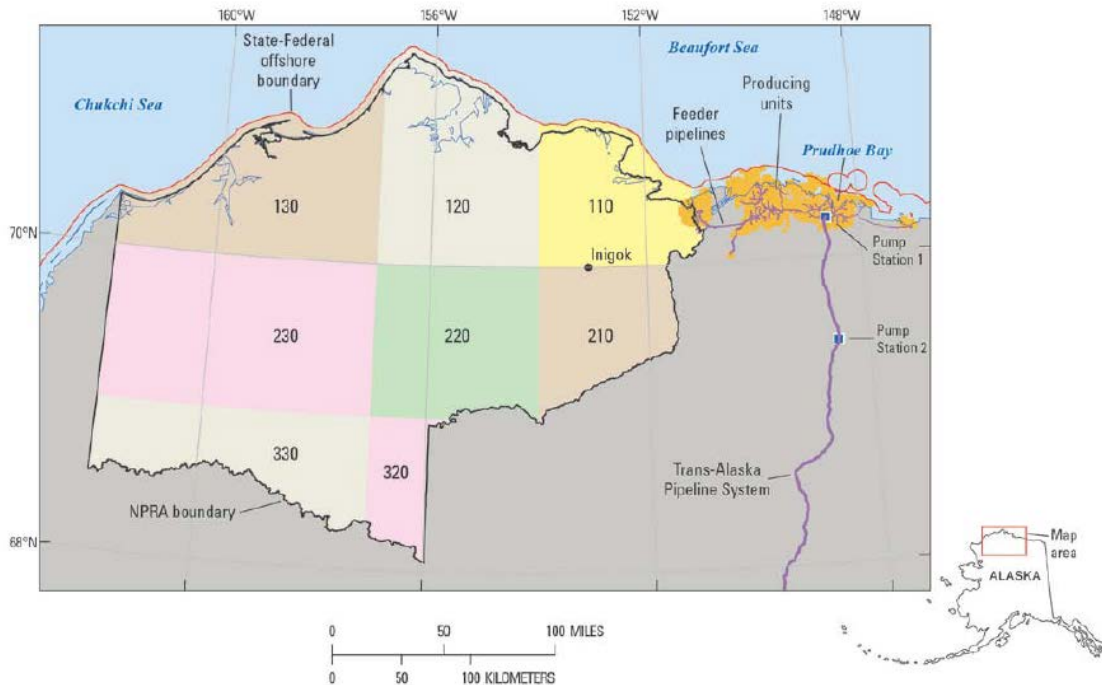 160°W
156°W
152°W
148°W
State-Federal
offshore
boundary
Beaufort Sea
Chukchi Sea
Producing
units
Feeder
pipelines
Prudhoe Bay
130
120
110
70°N
Inigok
Pump
Station 1
230
220
210
Pump
Station 2
330
320
Trans-Alaska
Pipeline System
NPRA boundary
68°N
Map
area
ALASKA
0 50 100 MILES
0 50 100 KILOMETERS